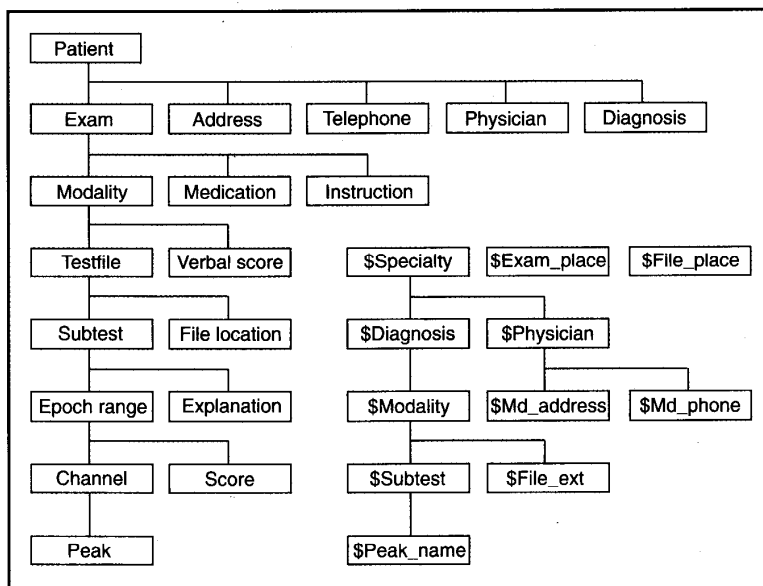 Patient
Exam Address Telephone Physician Diagnosis
Modality Medication Instruction
Testfile Verbal score $Specialty $Exam_place $File_place
Subtest File location $Diagnosis $Physician
Epoch range Explanation $Modality $Md_address $Md_phone
Channel Score $Subtest $File_ext
Peak $Peak_name